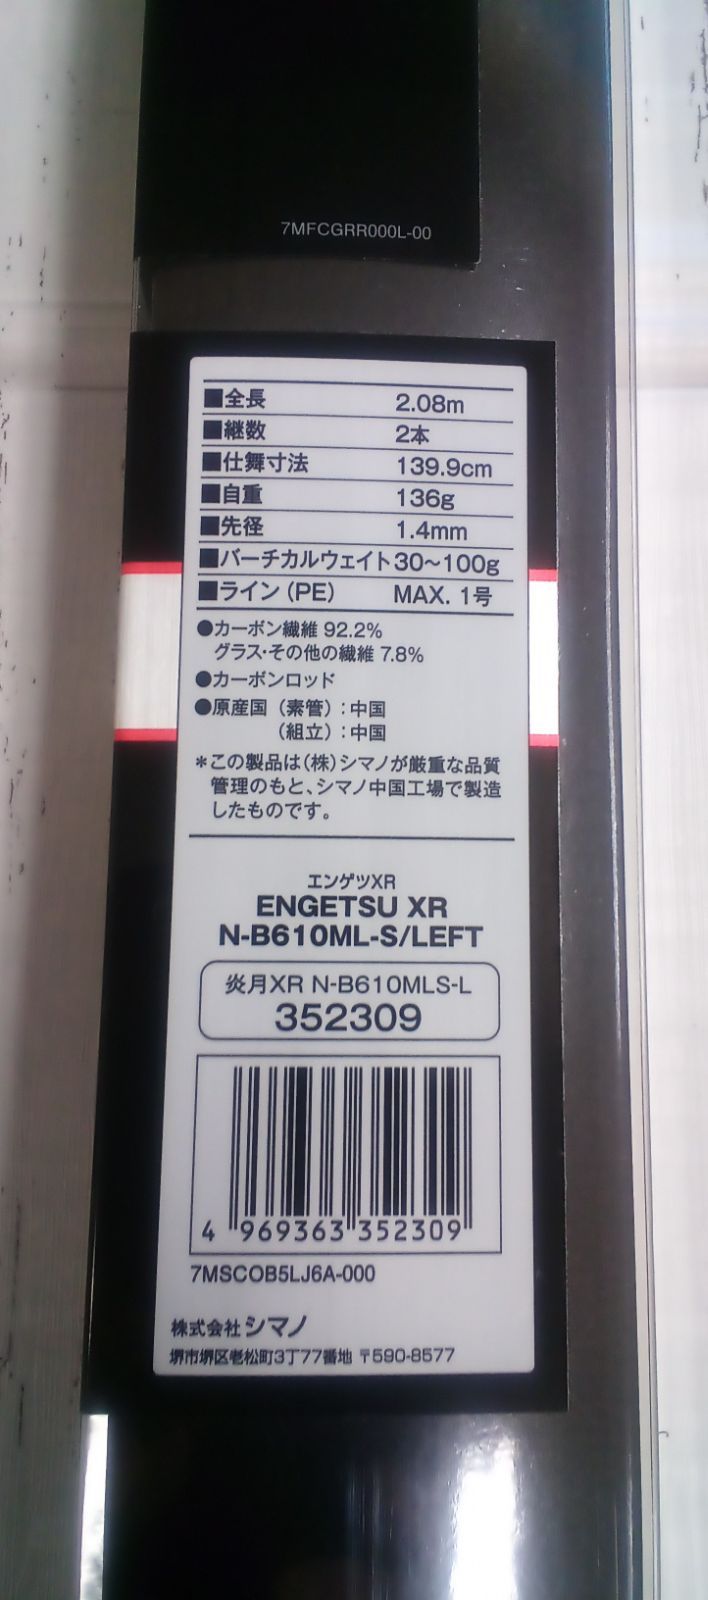 7MFCGRR000L-00
■全長 2.08m
■継数 2本
■仕舞寸法 139.9cm
■自重 136g
■先径 1.4mm
■バーチカルウェイト 30〜100g
■ライン（PE） MAX. 1号
●カーボン繊維 92.2%
グラス・その他の繊維 7.8%
●カーボンロッド
●原産国（素管）：中国
（組立）：中国
＊この製品は（株）シマノが厳重な品質
管理のもと、シマノ中国工場で製造
したものです。
エンゲツXR
ENGETSU XR
N-B610ML-S/LEFT
炎月XR N-B610MLS-L
352309
4 969363 352309
7MSCOB5LJ6A-000
株式会社シマノ
堺市堺区老松町3丁77番地 〒590-8577